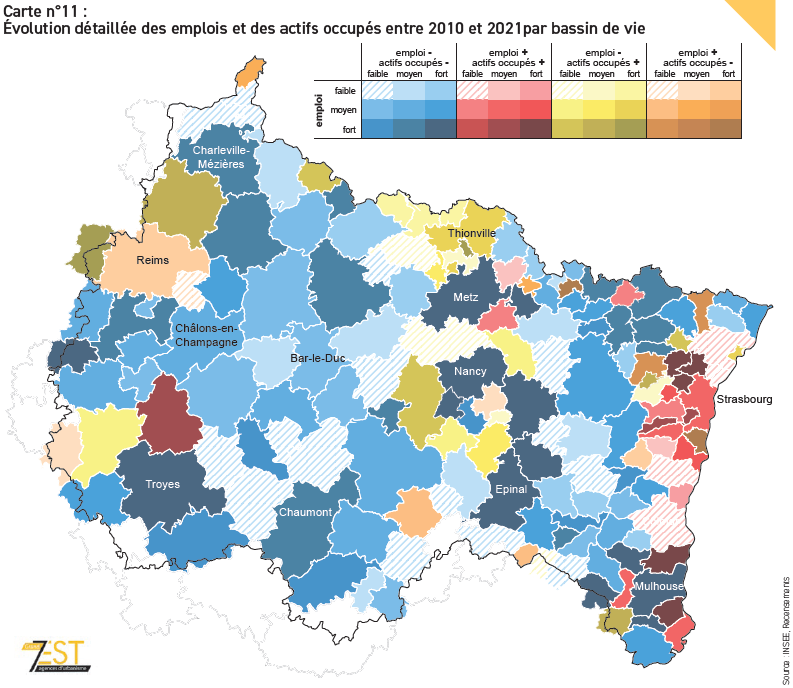 Carte n°11 :
Évolution détaillée des emplois et des actifs occupés entre 2010 et 2021par bassin de vie
emploi - emploi + emploi - emploi +
actifs occupés - actifs occupés + actifs occupés + actifs occupés -
faible moyen fort faible moyen fort faible moyen fort faible moyen fort
emploi
faible
moyen
fort
Charleville-
Mézières
Thionville
Reims
Metz
Châlons-en-
Champagne
Bar-le-Duc
Nancy
Strasbourg
Troyes
Epinal
Chaumont
Mulhouse
7EST
agences d'urbanisme
Source : INSEE, Recensements